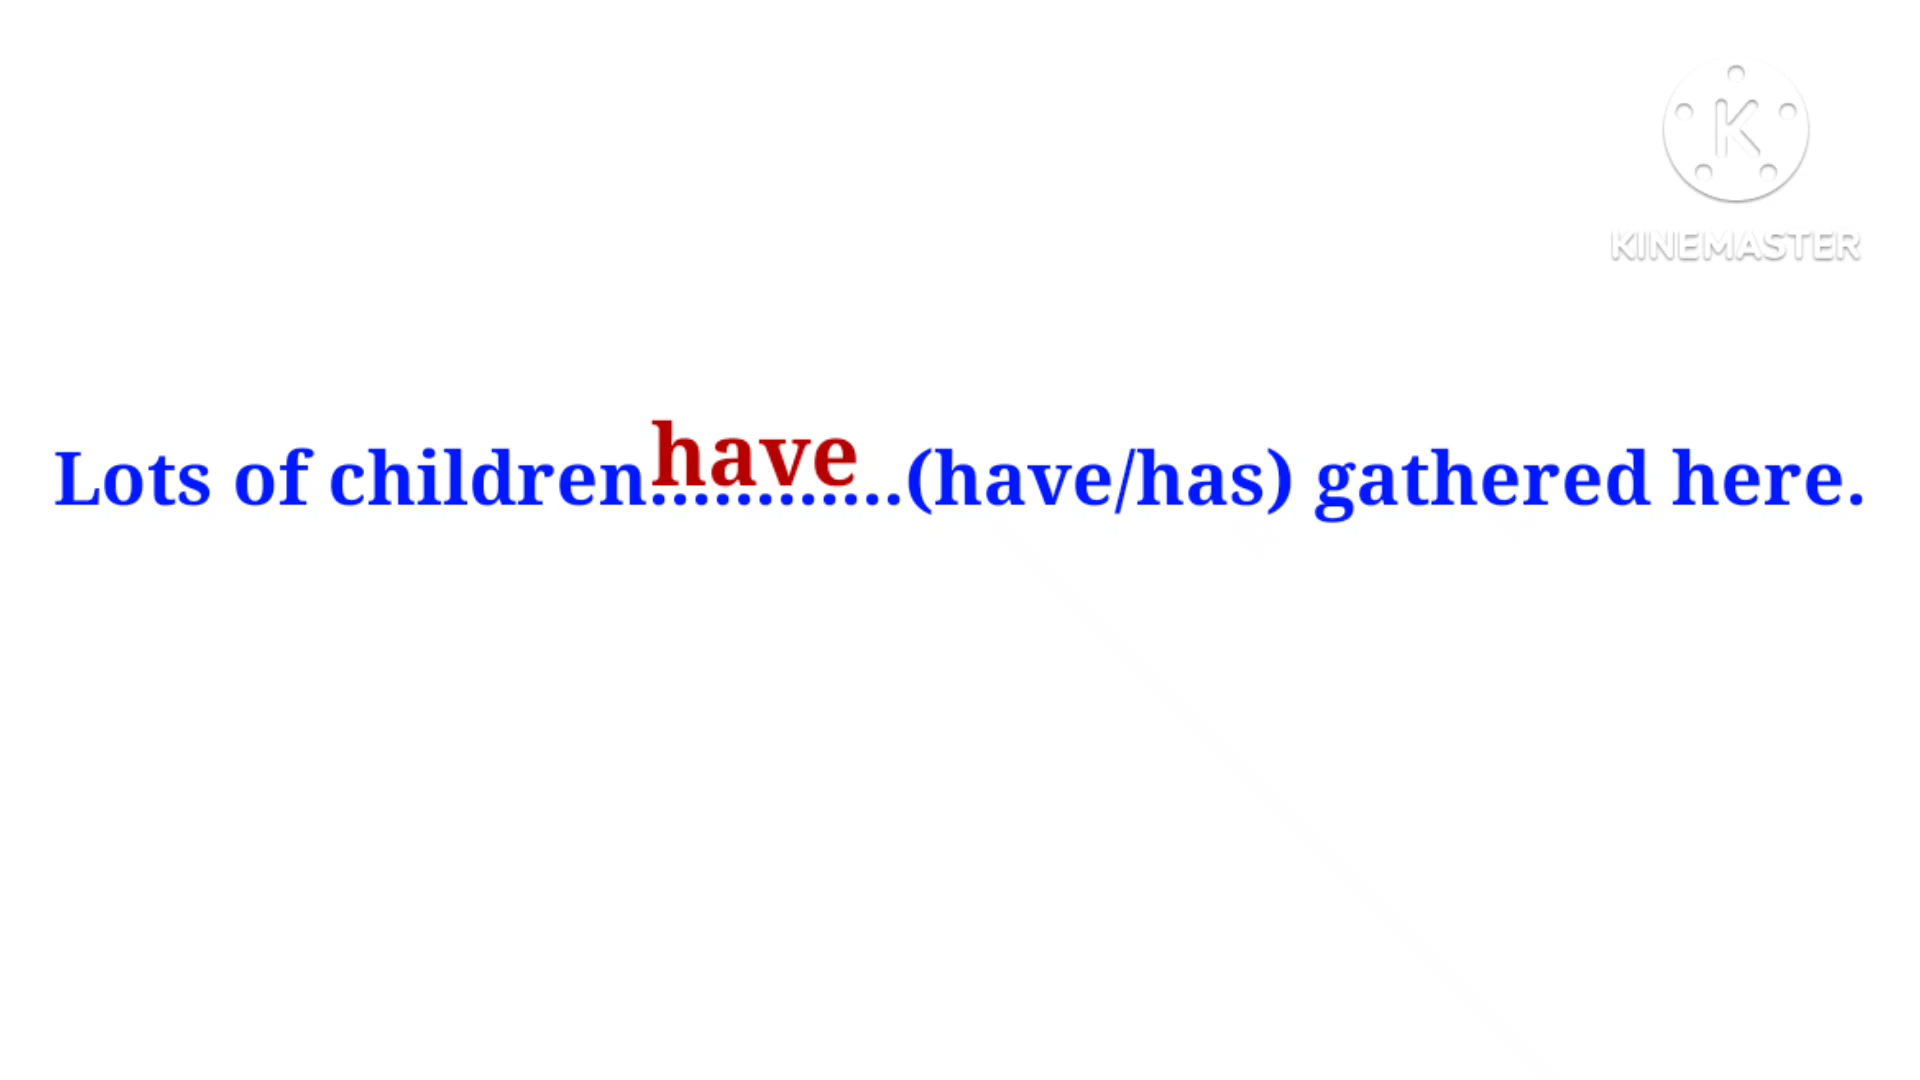 K
KINEMASTER
Lots of children have............(have/has) gathered here.